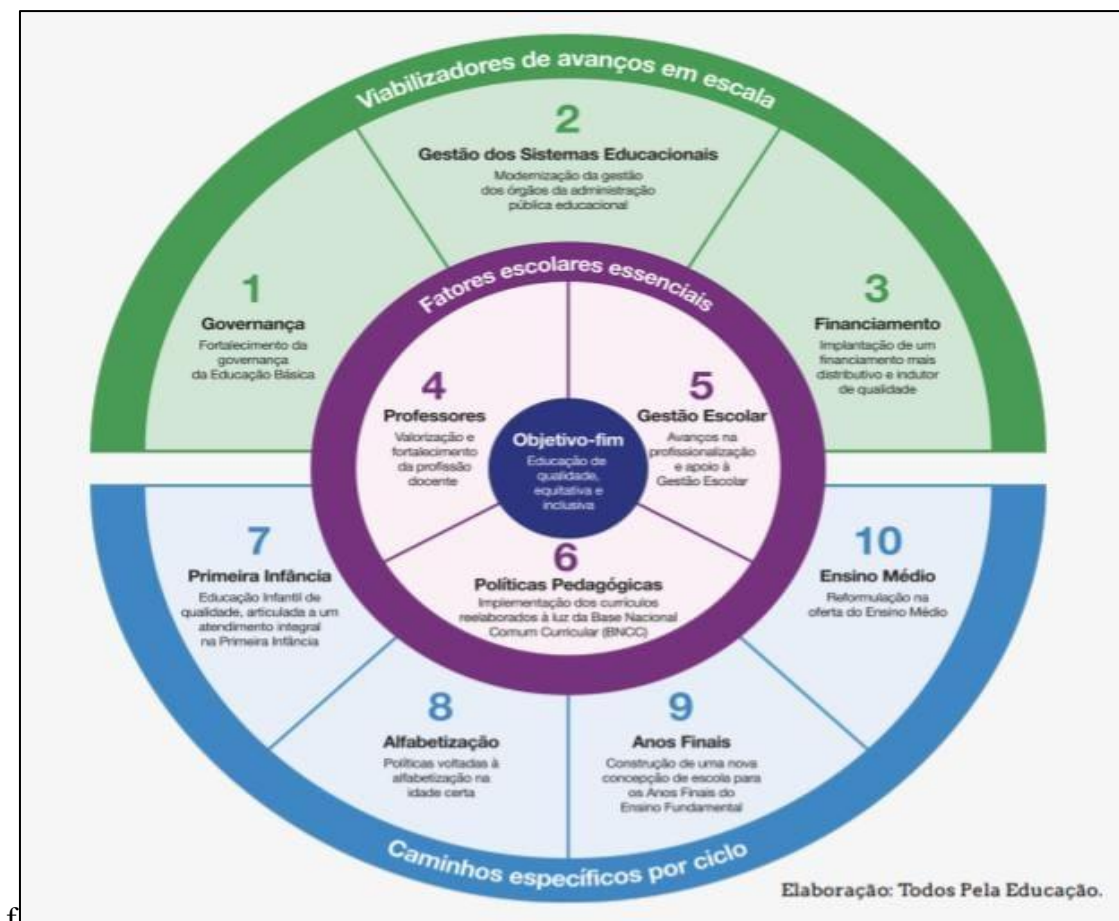 Viabilizadores de avanços em escala
1
Governança
Fortalecimento da
governança
da Educação Básica
2
Gestão dos Sistemas Educacionais
Modernização da gestão
dos órgãos da administração
pública educacional
3
Financiamento
Implantação de um
financiamento mais
distributivo e indutor
de qualidade
Fatores escolares essenciais
4
Professores
Valorização e
fortalecimento
da profissão
docente
5
Gestão Escolar
Avanços na
profissionalização
e apoio à
Gestão Escolar
Objetivo-fim
Educação de
qualidade,
equitativa e
inclusiva
6
Políticas Pedagógicas
Implementação dos currículos
reelaborados à luz da Base Nacional
Comum Curricular (BNCC)
7
Primeira Infância
Educação Infantil de
qualidade, articulada a um
atendimento integral
na Primeira Infância
8
Alfabetização
Políticas voltadas à
alfabetização na
idade certa
9
Anos Finais
Construção de uma nova
concepção de escola para
os Anos Finais do
Ensino Fundamental
10
Ensino Médio
Reformulação na
oferta do Ensino Médio
Caminhos específicos por ciclo
Elaboração: Todos Pela Educação.
f